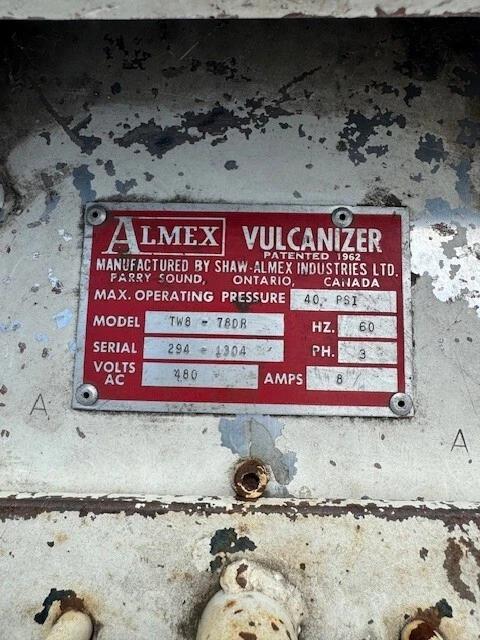 ALMEX VULCANIZER
PATENTED 1962
MANUFACTURED BY SHAW-ALMEX INDUSTRIES LTD.
PARRY SOUND, ONTARIO, CANADA
MAX. OPERATING PRESSURE 40 PSI
MODEL TW8 - 78DR HZ. 60
SERIAL 294 - 1304 PH. 3
VOLTS AC 480 AMPS 8
A A